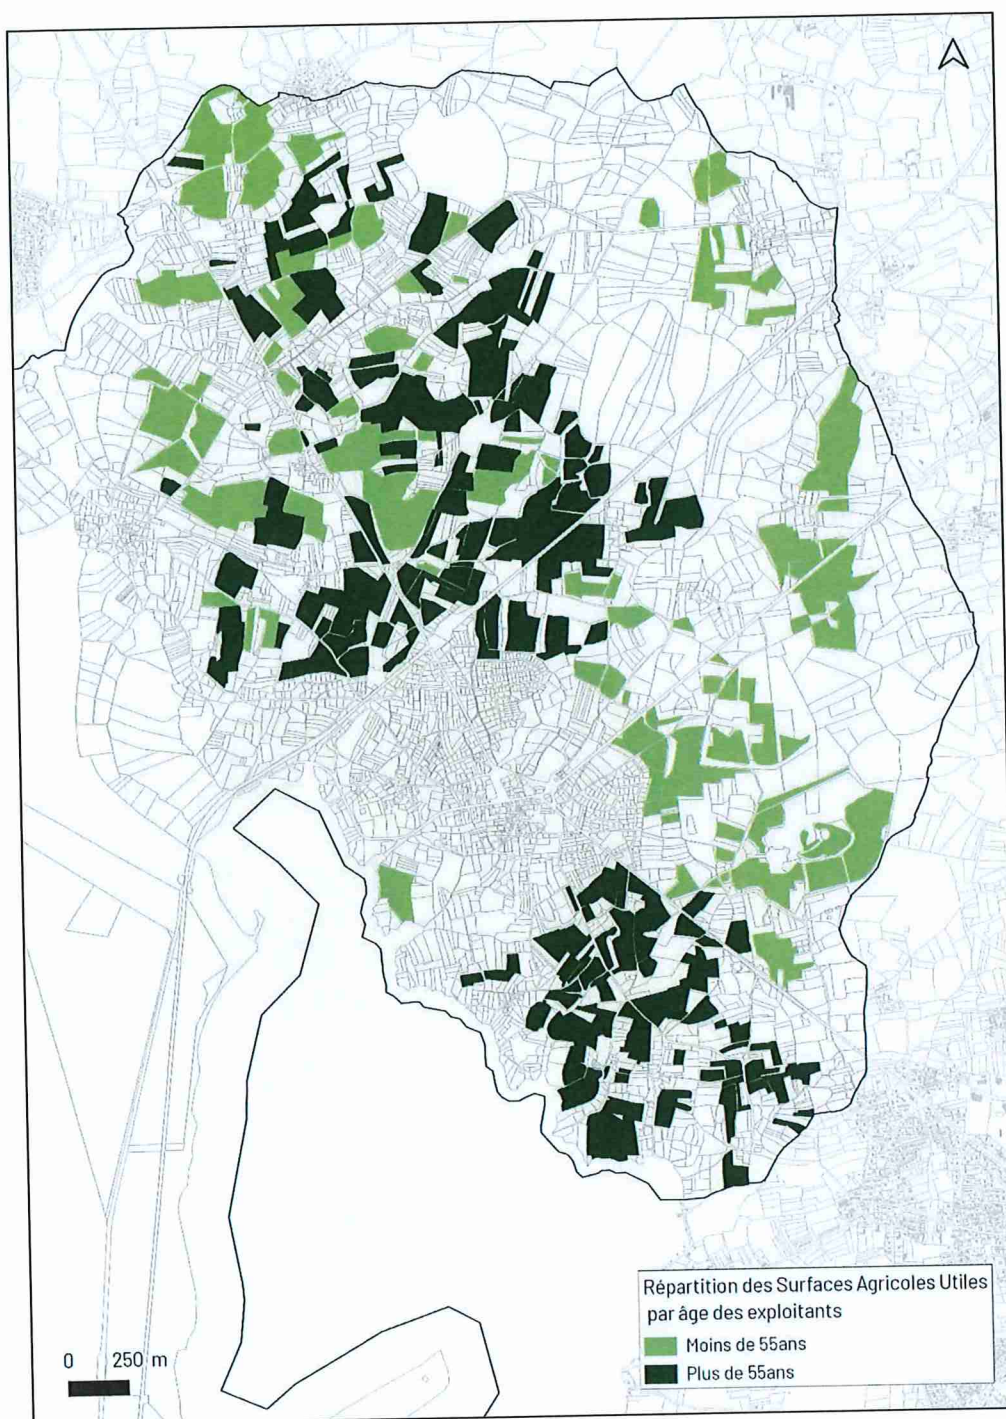 Répartition des Surfaces Agricoles Utiles
par âge des exploitants
Moins de 55ans
Plus de 55ans
0 250 m